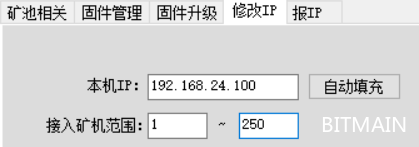 矿池相关 固件管理 固件升级 修改IP 报IP
本机IP: 192.168.24.100 自动填充
接入矿机范围: 1 ~ 250
BITMAIN